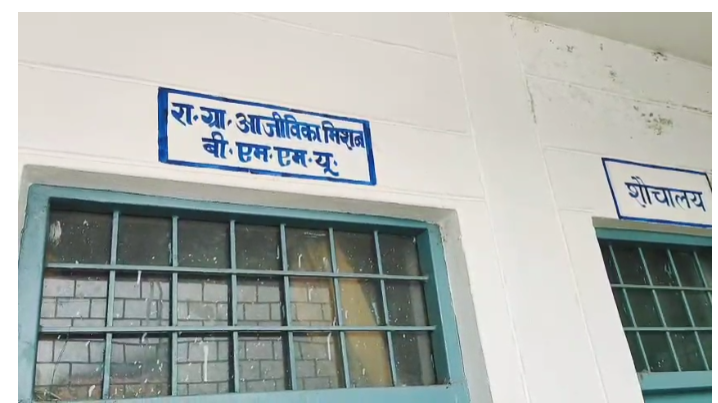 रा. ग्रा. आजीविका मिशन
बी. एम. एम. यू.
शौचालय